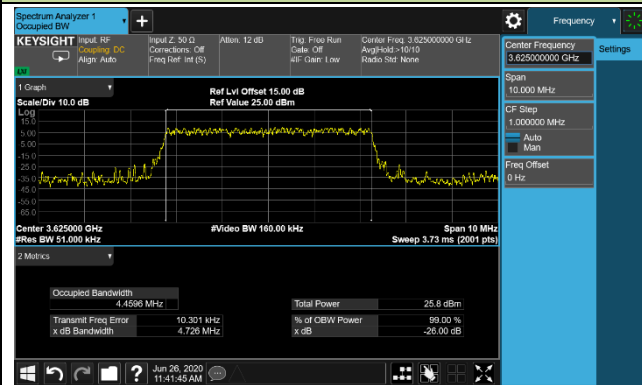 Spectrum Analyzer 1
Occupied BW
Frequency
KEYSIGHT
Input: RF
Coupling: DC
Align: Auto
Input Z: 50 Ω
Corrections: Off
Freq Ref: Int (S)
Atten: 12 dB
Trig: Free Run
Gate: Off
#IF Gain: Low
Center Freq: 3.625000000 GHz
Avg|Hold:>10/10
Radio Std: None
Center Frequency
3.625000000 GHz
Settings
Span
10.000 MHz
CF Step
1.000000 MHz
Auto
Man
Freq Offset
0 Hz
1 Graph
Scale/Div 10.0 dB
Ref Lvl Offset 15.00 dB
Ref Value 25.00 dBm
Log
15.0
5.00
-5.00
-15.0
-25.0
-35.0
-45.0
-55.0
-65.0
Center 3.625000 GHz
#Res BW 51.000 kHz
#Video BW 160.00 kHz
Span 10 MHz
Sweep 3.73 ms (2001 pts)
2 Metrics
Occupied Bandwidth
4.4596 MHz
Total Power 25.8 dBm
Transmit Freq Error 10.301 kHz
% of OBW Power 99.00 %
x dB Bandwidth 4.726 MHz
x dB -26.00 dB
Jun 26, 2020
11:41:45 AM